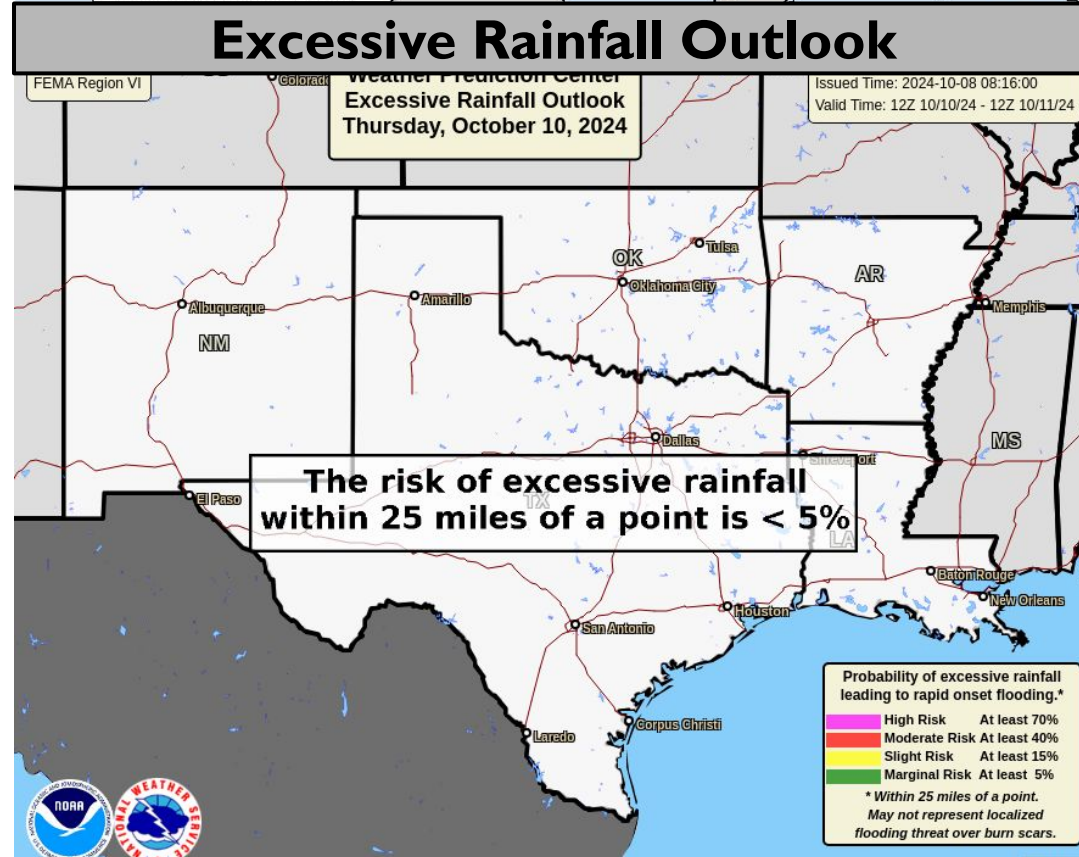 Excessive Rainfall Outlook
FEMA Region VI
Weather Prediction Center
Excessive Rainfall Outlook
Thursday, October 10, 2024
Issued Time: 2024-10-08 08:16:00
Valid Time: 12Z 10/10/24 - 12Z 10/11/24
Colorado
Tulsa
OK
Oklahoma City
AR
Amarillo
Albuquerque
Memphis
NM
Dallas
MS
Shreveport
The risk of excessive rainfall
within 25 miles of a point is < 5%
El Paso
TX
LA
Baton Rouge
New Orleans
Houston
San Antonio
Corpus Christi
Laredo
Probability of excessive rainfall
leading to rapid onset flooding.*
High Risk At least 70%
Moderate Risk At least 40%
Slight Risk At least 15%
Marginal Risk At least 5%
* Within 25 miles of a point.
May not represent localized
flooding threat over burn scars.
NOAA
NATIONAL WEATHER SERVICE